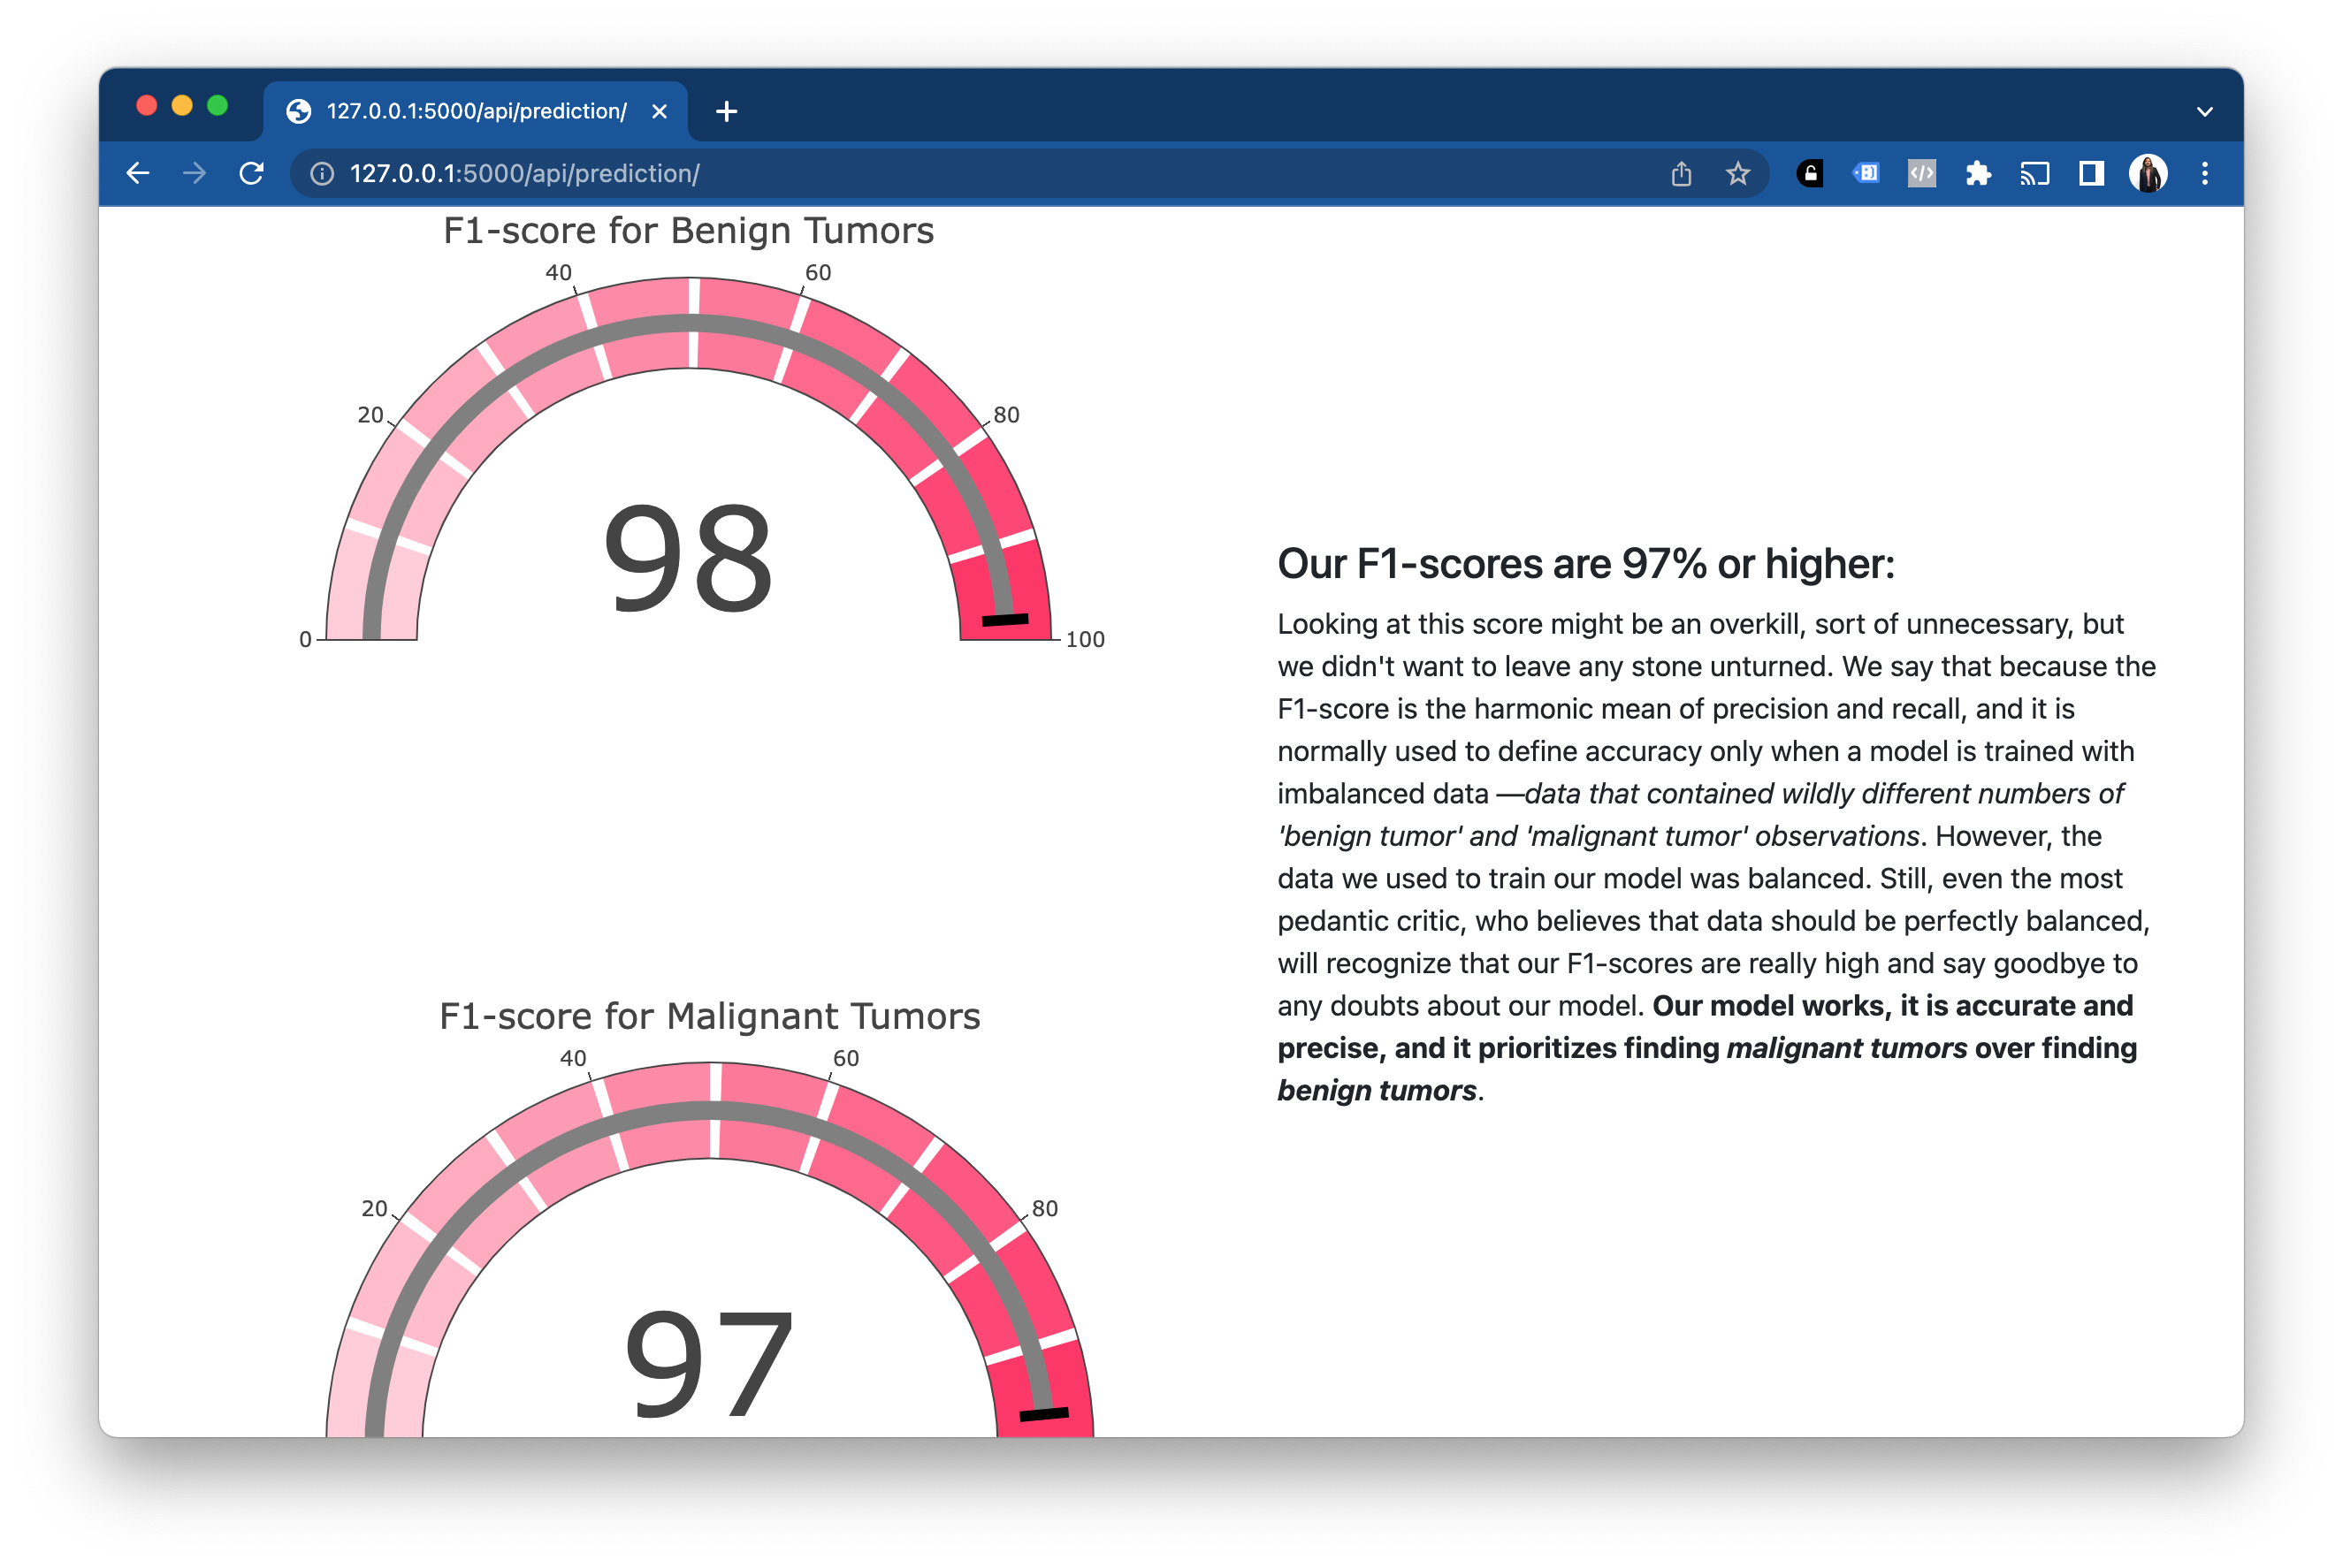 127.0.0.1:5000/api/prediction/
127.0.0.1:5000/api/prediction/
F1-score for Benign Tumors
0
20
40
60
80
100
98
F1-score for Malignant Tumors
20
40
60
80
97
Our F1-scores are 97% or higher:
Looking at this score might be an overkill, sort of unnecessary, but
we didn't want to leave any stone unturned. We say that because the
F1-score is the harmonic mean of precision and recall, and it is
normally used to define accuracy only when a model is trained with
imbalanced data —data that contained wildly different numbers of
'benign tumor' and 'malignant tumor' observations. However, the
data we used to train our model was balanced. Still, even the most
pedantic critic, who believes that data should be perfectly balanced,
will recognize that our F1-scores are really high and say goodbye to
any doubts about our model. Our model works, it is accurate and
precise, and it prioritizes finding malignant tumors over finding
benign tumors.